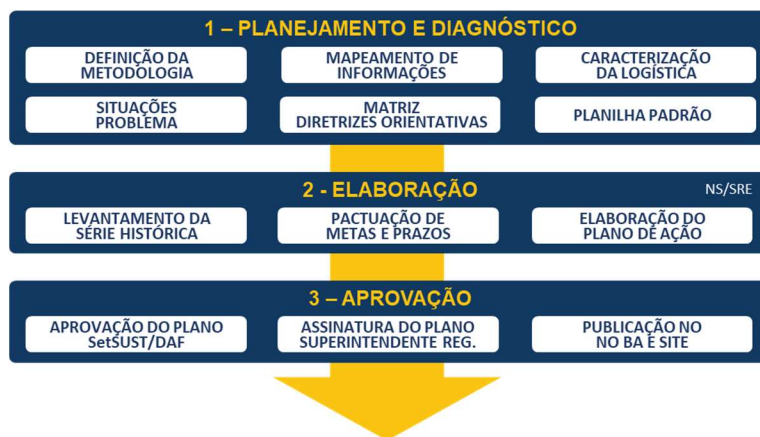 1 – PLANEJAMENTO E DIAGNÓSTICO
DEFINIÇÃO DA
METODOLOGIA
MAPEAMENTO DE
INFORMAÇÕES
CARACTERIZAÇÃO
DA LOGÍSTICA
SITUAÇÕES
PROBLEMA
MATRIZ
DIRETRIZES ORIENTATIVAS
PLANILHA PADRÃO
2 - ELABORAÇÃO
NS/SRE
LEVANTAMENTO DA
SÉRIE HISTÓRICA
PACTUAÇÃO DE
METAS E PRAZOS
ELABORAÇÃO DO
PLANO DE AÇÃO
3 – APROVAÇÃO
APROVAÇÃO DO PLANO
SetSUST/DAF
ASSINATURA DO PLANO
SUPERINTENDENTE REG.
PUBLICAÇÃO NO
NO BA E SITE